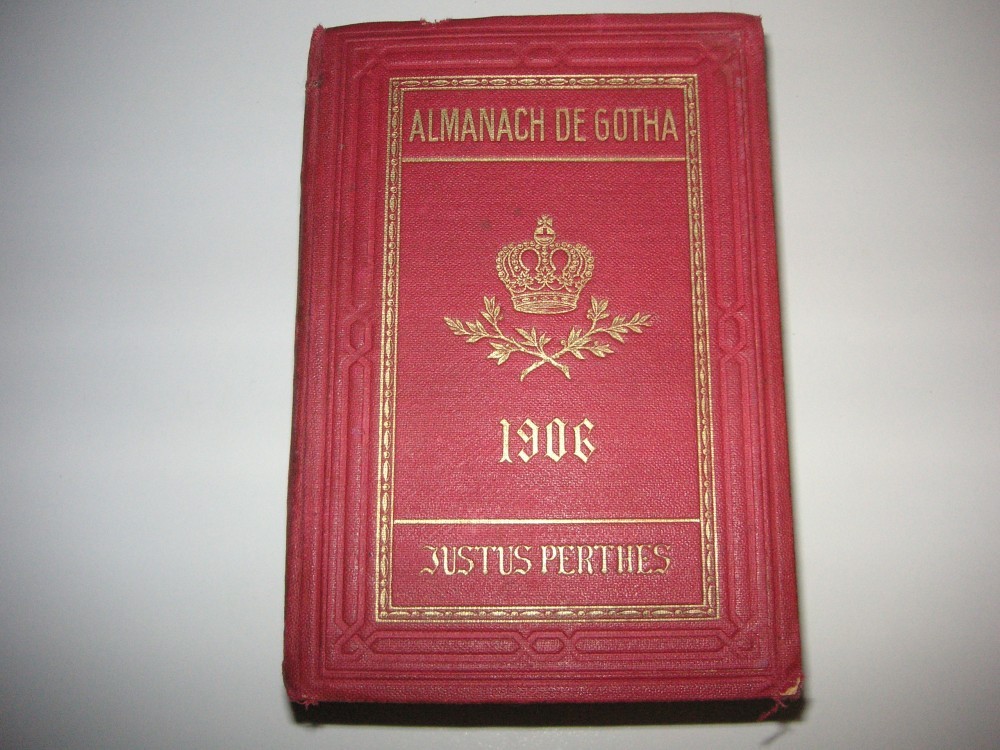 ALMANACH DE GOTHA
1906
JUSTUS PERTHES